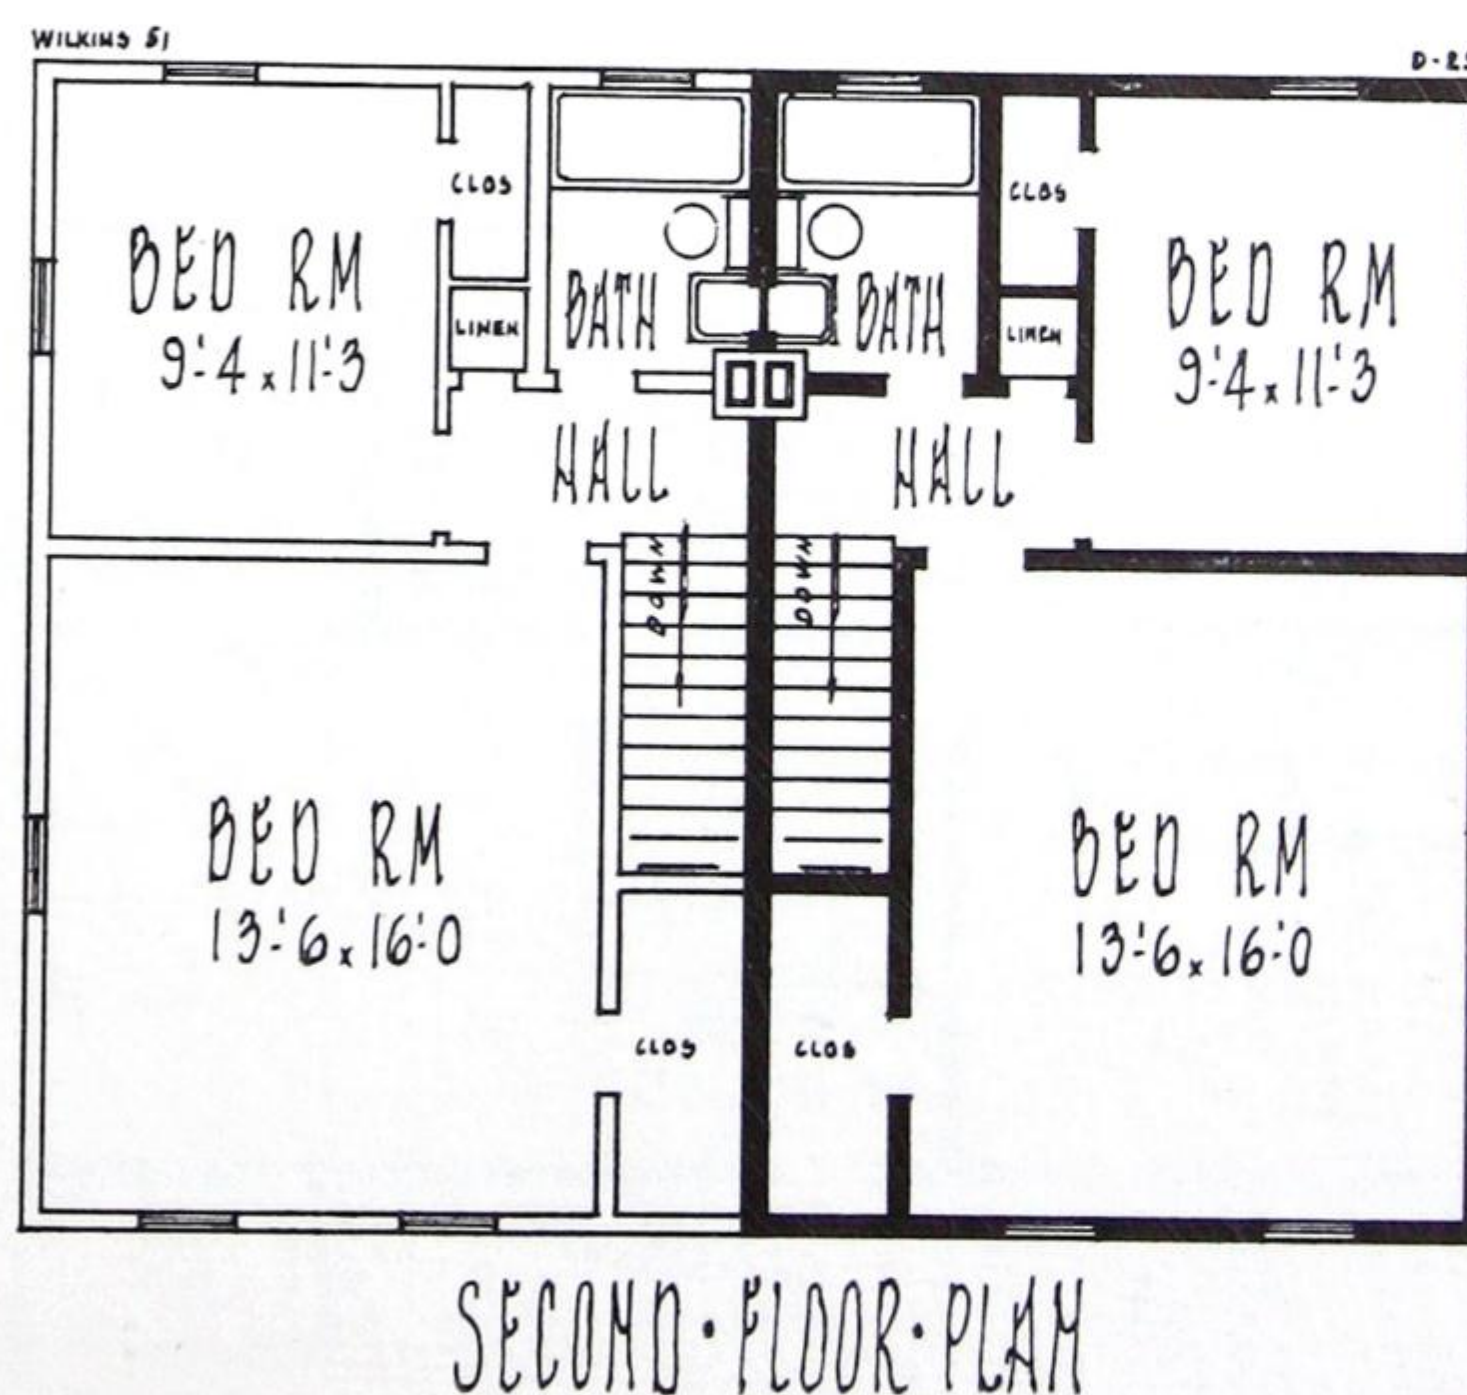 WILKINS 51
D-2
CLOS
CLOS
BED RM
9'-4 x 11'-3
BATH
BATH
BED RM
9'-4 x 11'-3
LINEN
LINEN
HALL
HALL
DOWN
DOWN
BED RM
13'-6 x 16'-0
BED RM
13'-6 x 16'-0
CLOS
CLOS
SECOND · FLOOR · PLAN